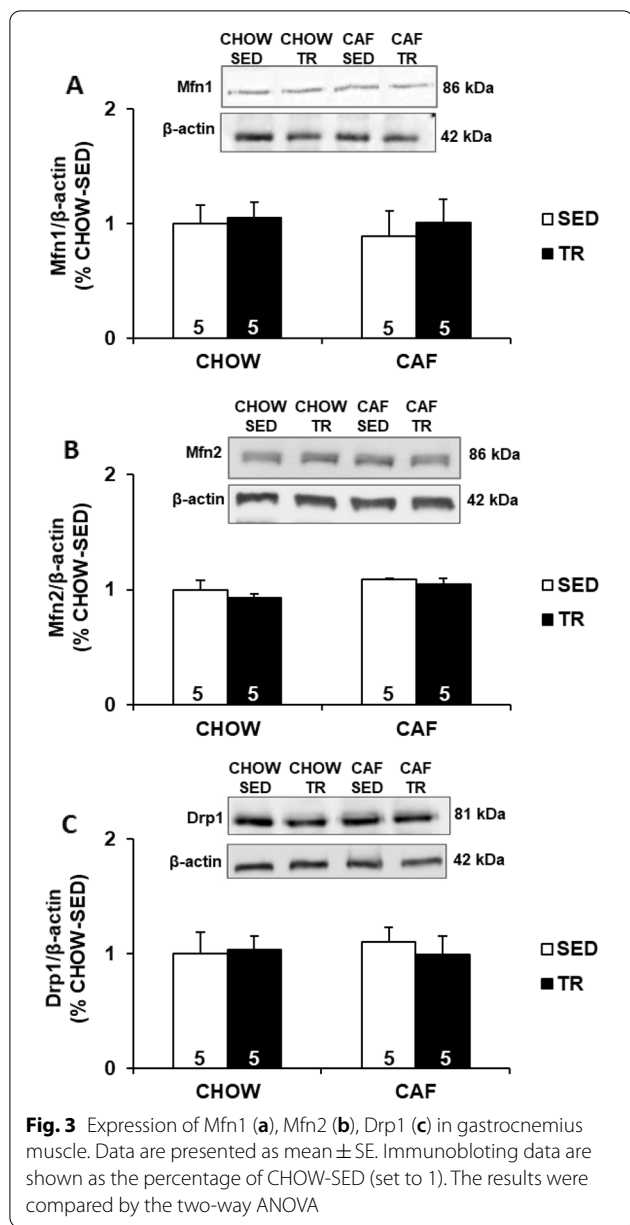 CHOW CHOW CAF CAF
SED TR SED TR
A
Mfn1
86 kDa
β-actin
42 kDa
2
1
0
Mfn1/β-actin
(% CHOW-SED)
5 5 5 5
CHOW CAF
SED
TR
CHOW CHOW CAF CAF
SED TR SED TR
B
Mfn2
86 kDa
β-actin
42 kDa
2
1
0
Mfn2/β-actin
(% CHOW-SED)
5 5 5 5
CHOW CAF
SED
TR
CHOW CHOW CAF CAF
SED TR SED TR
C
Drp1
81 kDa
β-actin
42 kDa
2
1
0
Drp1/β-actin
(% CHOW-SED)
5 5 5 5
CHOW CAF
SED
TR
Fig. 3 Expression of Mfn1 (a), Mfn2 (b), Drp1 (c) in gastrocnemius
muscle. Data are presented as mean ± SE. Immunobloting data are
shown as the percentage of CHOW-SED (set to 1). The results were
compared by the two-way ANOVA